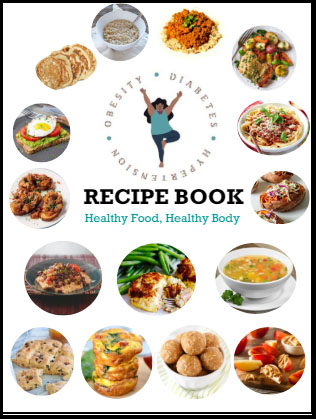 OBESITY • DIABETES • HYPERTENSION •
RECIPE BOOK
Healthy Food, Healthy Body